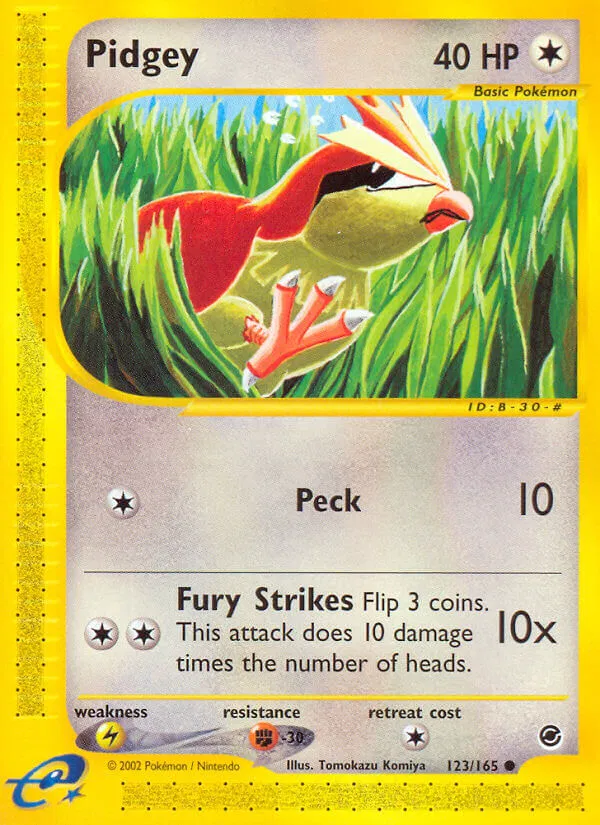 Pidgey 40 HP
Basic Pokémon
ID:B-30-#
Peck 10
Fury Strikes Flip 3 coins.
This attack does 10 damage 10x
times the number of heads.
weakness resistance retreat cost
-30
© 2002 Pokémon / Nintendo Illus. Tomokazu Komiya 123/165
e